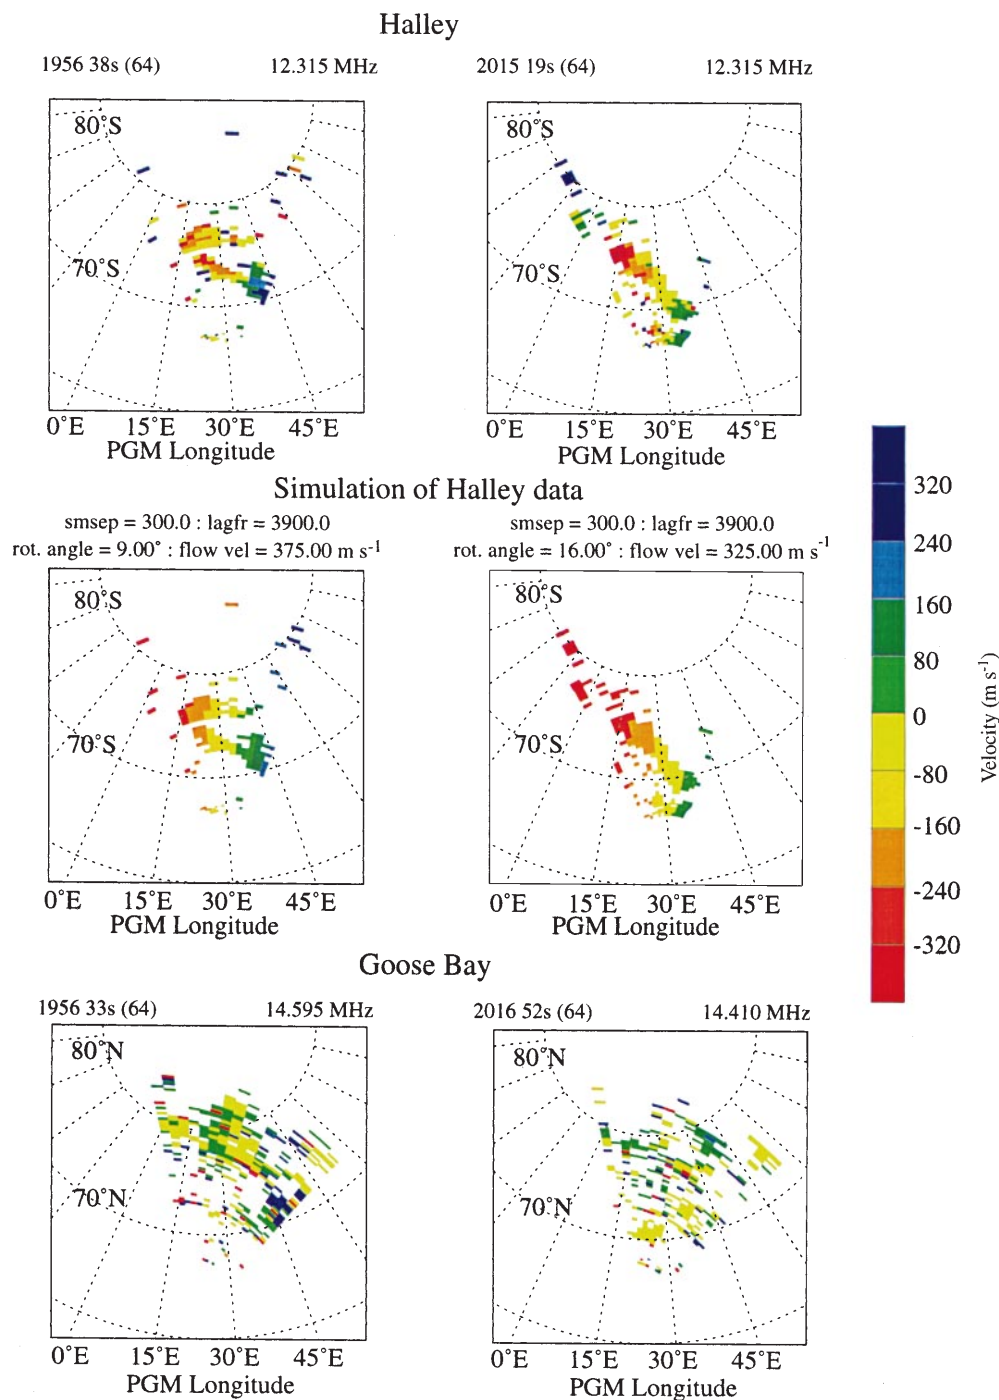 Halley
1956 38s (64) 12.315 MHz 2015 19s (64) 12.315 MHz
80˚S 80˚S
70˚S 70˚S
0˚E 15˚E 30˚E 45˚E 0˚E 15˚E 30˚E 45˚E
PGM Longitude PGM Longitude
Simulation of Halley data
smsep = 300.0 : lagfr = 3900.0 smsep = 300.0 : lagfr = 3900.0
rot. angle = 9.00˚ : flow vel = 375.00 m s⁻¹ rot. angle = 16.00˚ : flow vel = 325.00 m s⁻¹
80˚S 80˚S
70˚S 70˚S
0˚E 15˚E 30˚E 45˚E 0˚E 15˚E 30˚E 45˚E
PGM Longitude PGM Longitude
Goose Bay
1956 33s (64) 14.595 MHz 2016 52s (64) 14.410 MHz
80˚N 80˚N
70˚N 70˚N
0˚E 15˚E 30˚E 45˚E 0˚E 15˚E 30˚E 45˚E
PGM Longitude PGM Longitude
320
240
160
80
0
-80
-160
-240
-320
Velocity (m s⁻¹)